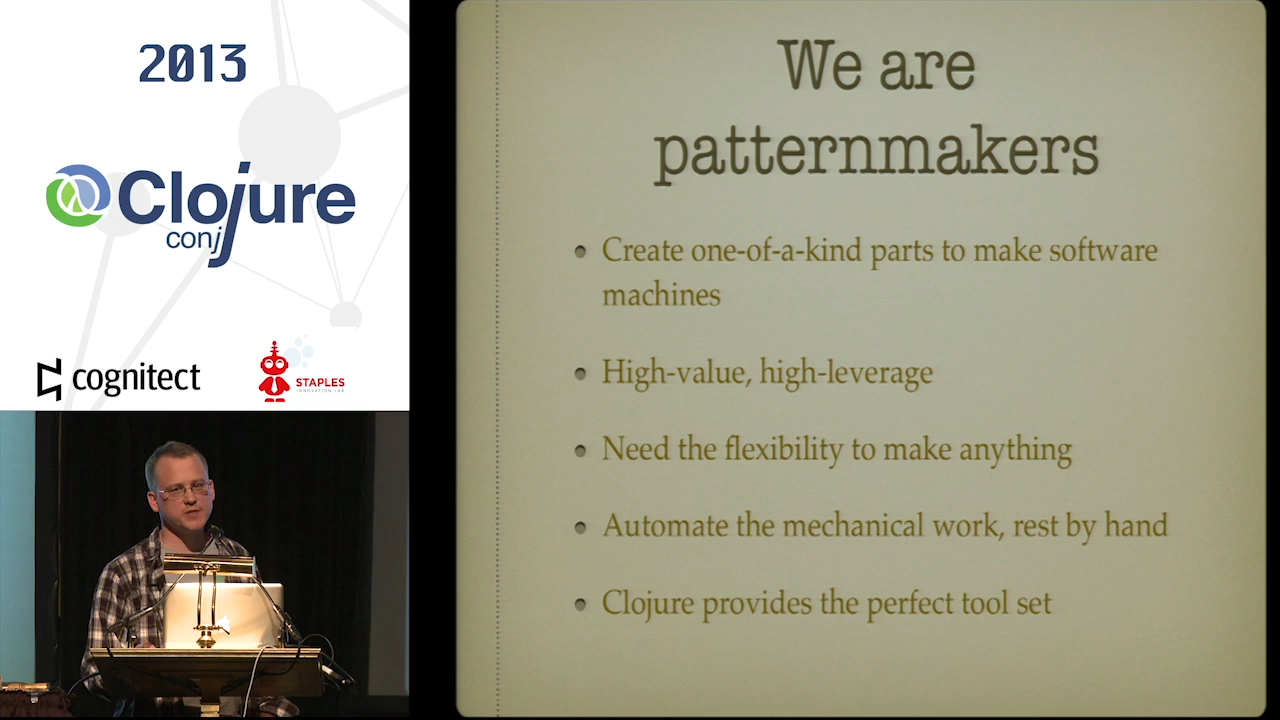 2013
Clojure
conj
cognitect
STAPLES
INNOVATION LAB
We are
patternmakers
• Create one-of-a-kind parts to make software
machines
• High-value, high-leverage
• Need the flexibility to make anything
• Automate the mechanical work, rest by hand
• Clojure provides the perfect tool set